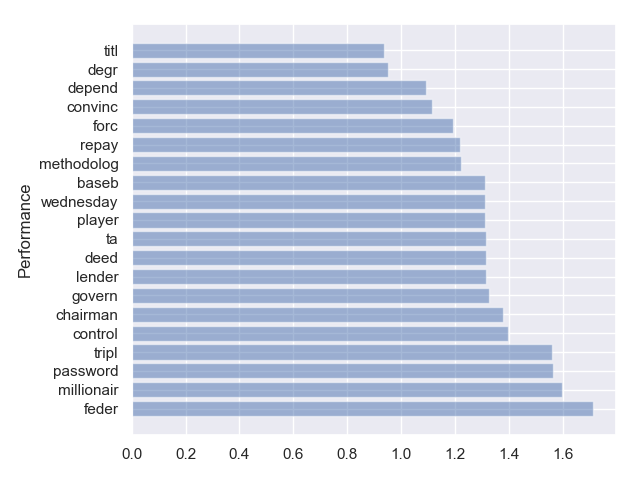 titl
degr
depend
convinc
forc
repay
methodolog
baseb
wednesday
player
ta
deed
lender
govern
chairman
control
tripl
password
millionair
feder
Performance
0.0 0.2 0.4 0.6 0.8 1.0 1.2 1.4 1.6